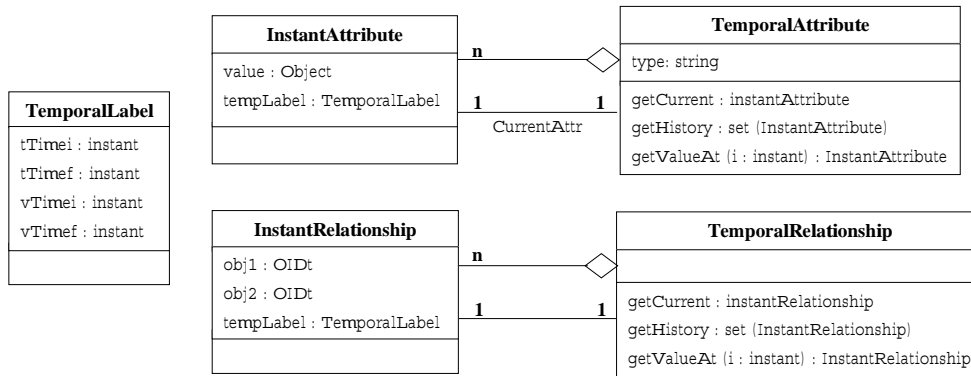 TemporalLabel
tTimei : instant
tTimef : instant
vTimei : instant
vTimef : instant
InstantAttribute
value : Object
tempLabel : TemporalLabel
n
1
1
CurrentAttr
TemporalAttribute
type: string
getCurrent : instantAttribute
getHistory : set (InstantAttribute)
getValueAt (i : instant) : InstantAttribute
InstantRelationship
obj1 : OIDt
obj2 : OIDt
tempLabel : TemporalLabel
n
1
1
TemporalRelationship
getCurrent : instantRelationship
getHistory : set (InstantRelationship)
getValueAt (i : instant) : InstantRelationship